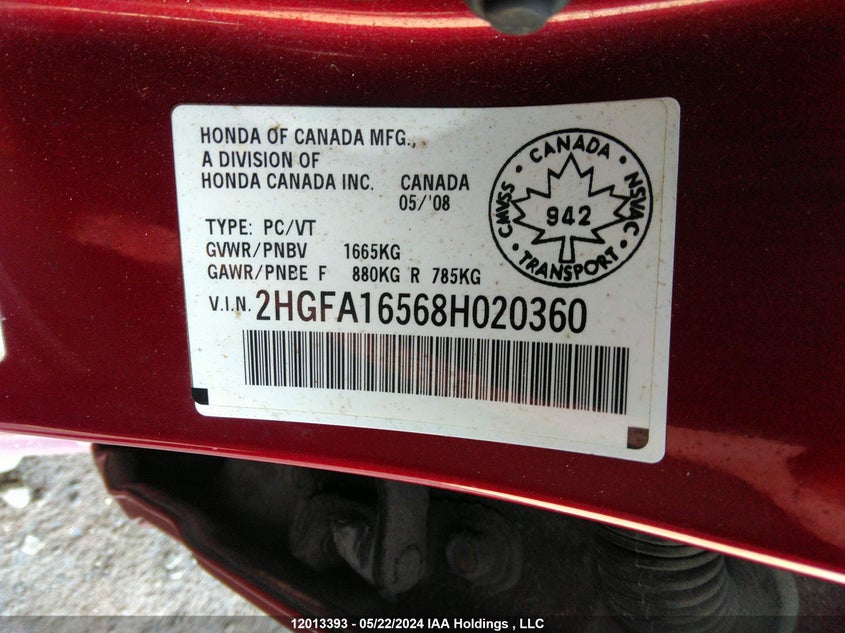 HONDA OF CANADA MFG.,
A DIVISION OF
HONDA CANADA INC. CANADA
05/'08
TYPE: PC/VT
GVWR/PNBV 1665KG
GAWR/PNBE F 880KG R 785KG
V.I.N. 2HGFA16568H020360
• CANADA •
CMVSS
NSVAC
942
• TRANSPORT •
12013393 - 05/22/2024 IAA Holdings , LLC